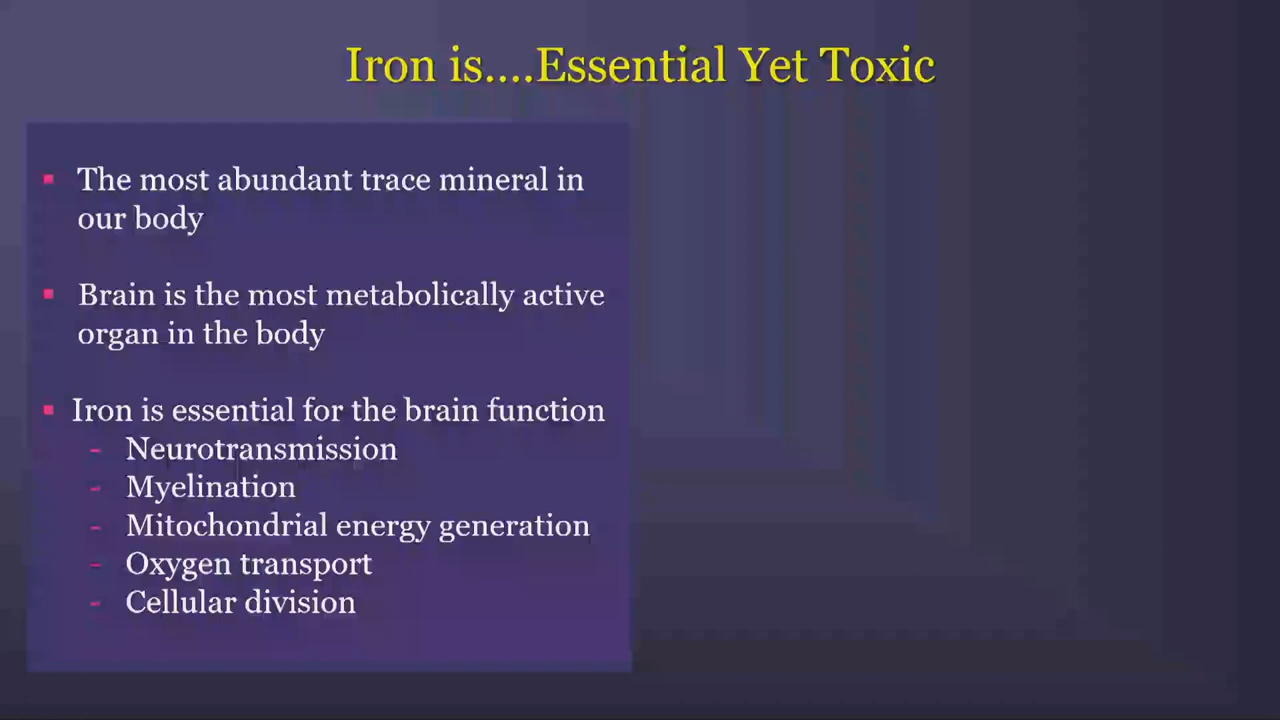 Iron is....Essential Yet Toxic
▪ The most abundant trace mineral in
our body
▪ Brain is the most metabolically active
organ in the body
▪ Iron is essential for the brain function
- Neurotransmission
- Myelination
- Mitochondrial energy generation
- Oxygen transport
- Cellular division